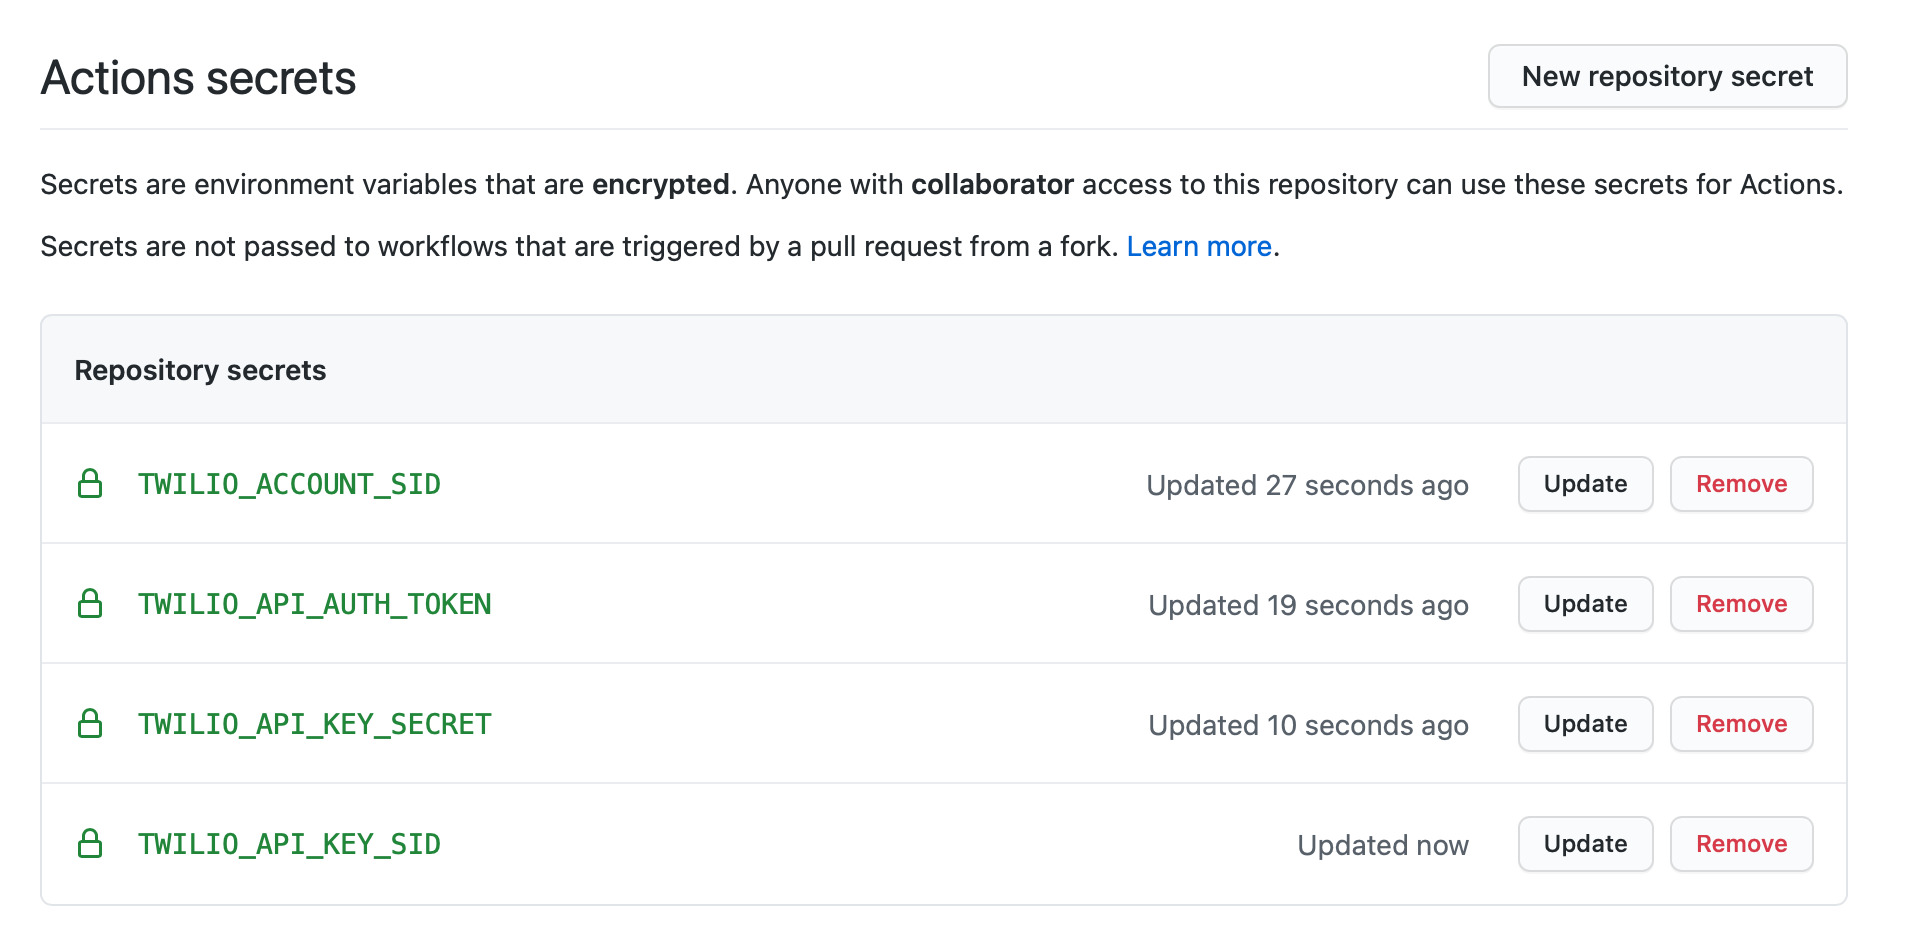 Actions secrets
New repository secret
Secrets are environment variables that are encrypted. Anyone with collaborator access to this repository can use these secrets for Actions.
Secrets are not passed to workflows that are triggered by a pull request from a fork. Learn more.
Repository secrets
TWILIO_ACCOUNT_SID Updated 27 seconds ago Update Remove
TWILIO_API_AUTH_TOKEN Updated 19 seconds ago Update Remove
TWILIO_API_KEY_SECRET Updated 10 seconds ago Update Remove
TWILIO_API_KEY_SID Updated now Update Remove